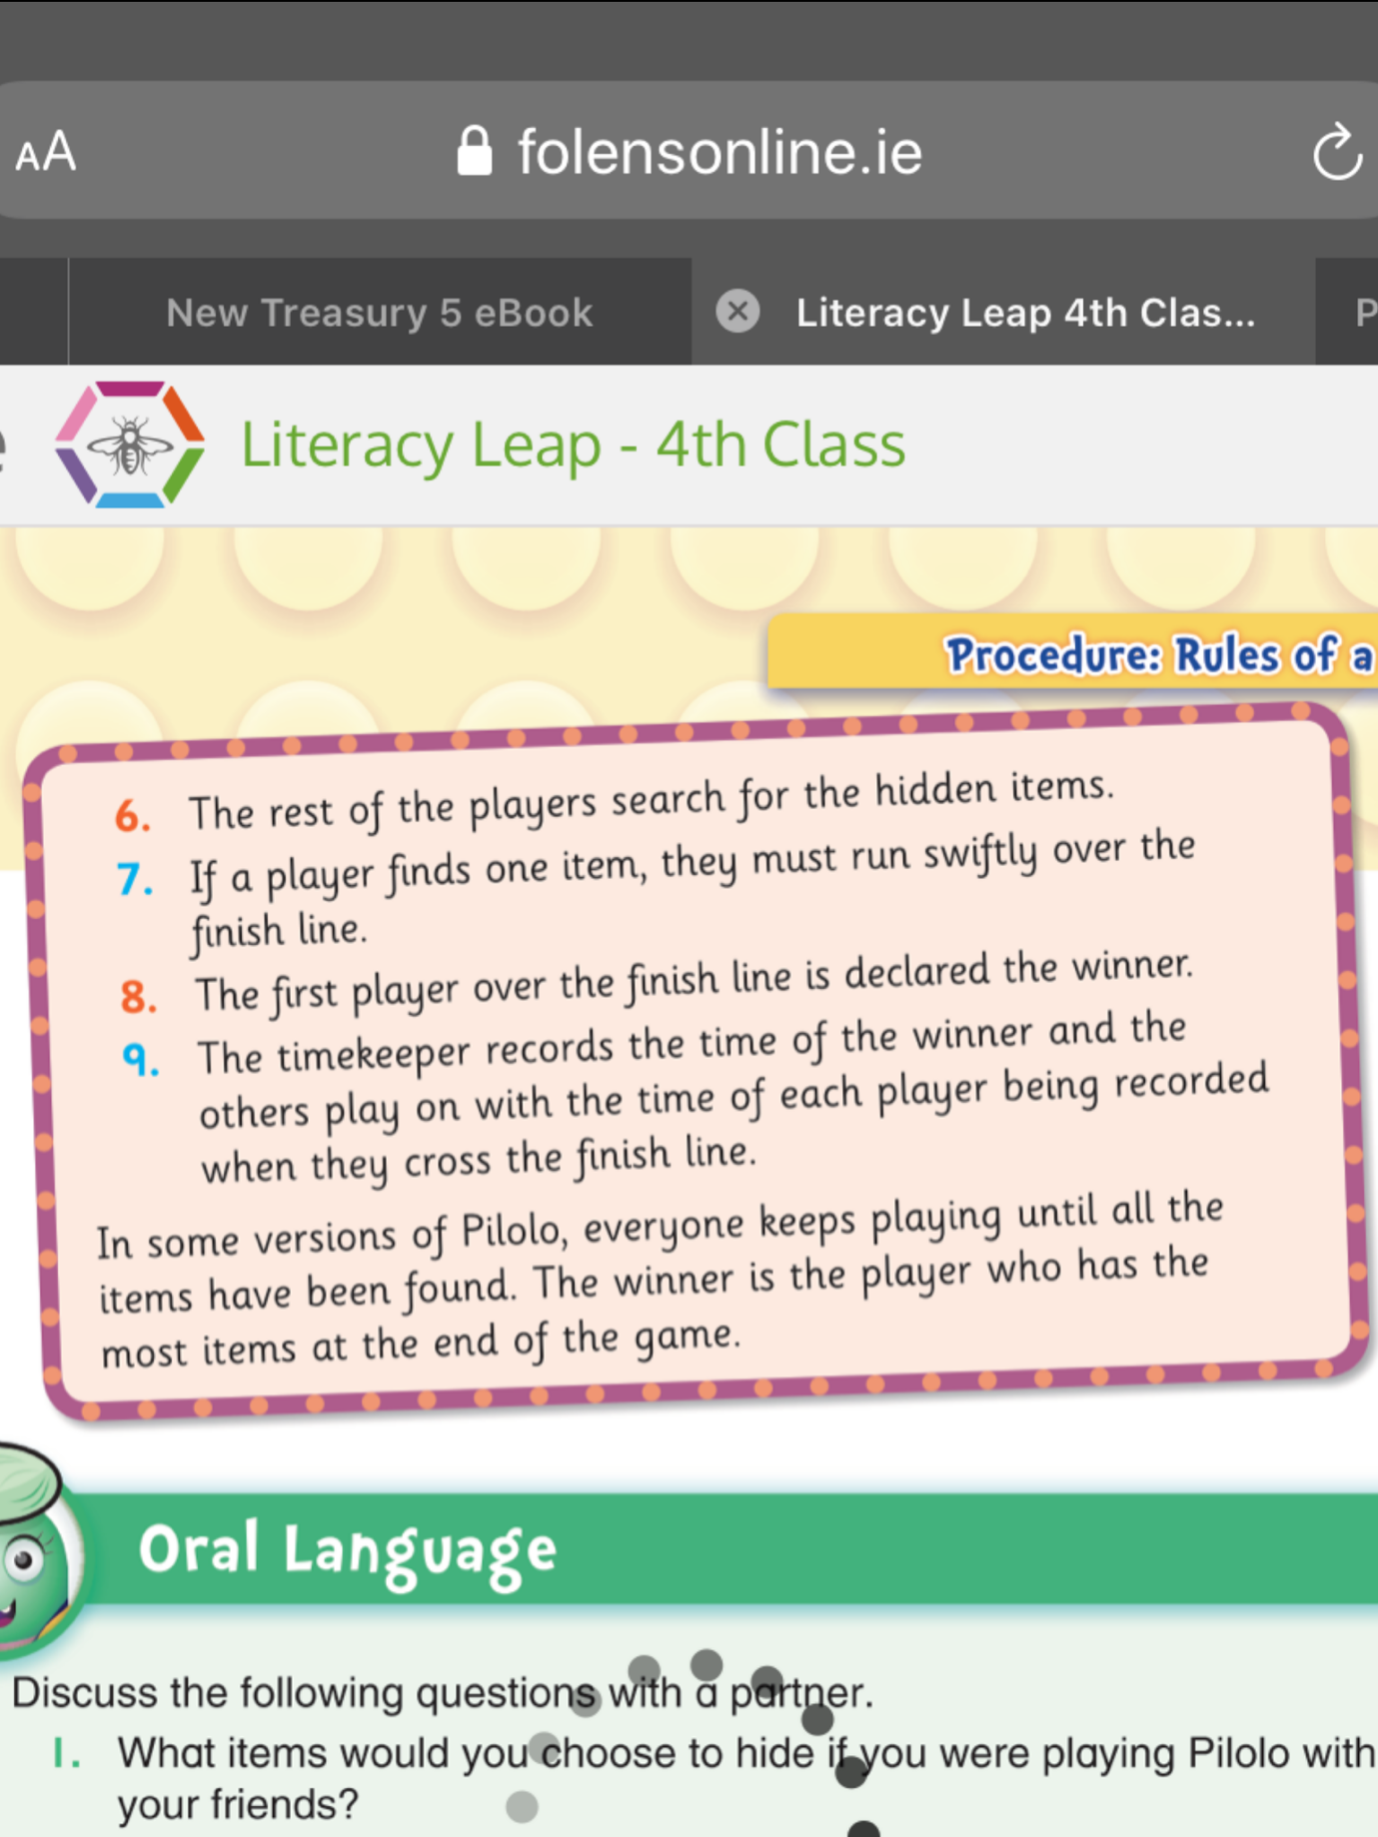 AA folensonline.ie
New Treasury 5 eBook Literacy Leap 4th Clas... P
e Literacy Leap - 4th Class
Procedure: Rules of a
6. The rest of the players search for the hidden items.
7. If a player finds one item, they must run swiftly over the
finish line.
8. The first player over the finish line is declared the winner.
9. The timekeeper records the time of the winner and the
others play on with the time of each player being recorded
when they cross the finish line.
In some versions of Pilolo, everyone keeps playing until all the
items have been found. The winner is the player who has the
most items at the end of the game.
Oral Language
Discuss the following questions with a partner.
1. What items would you choose to hide if you were playing Pilolo with
your friends?